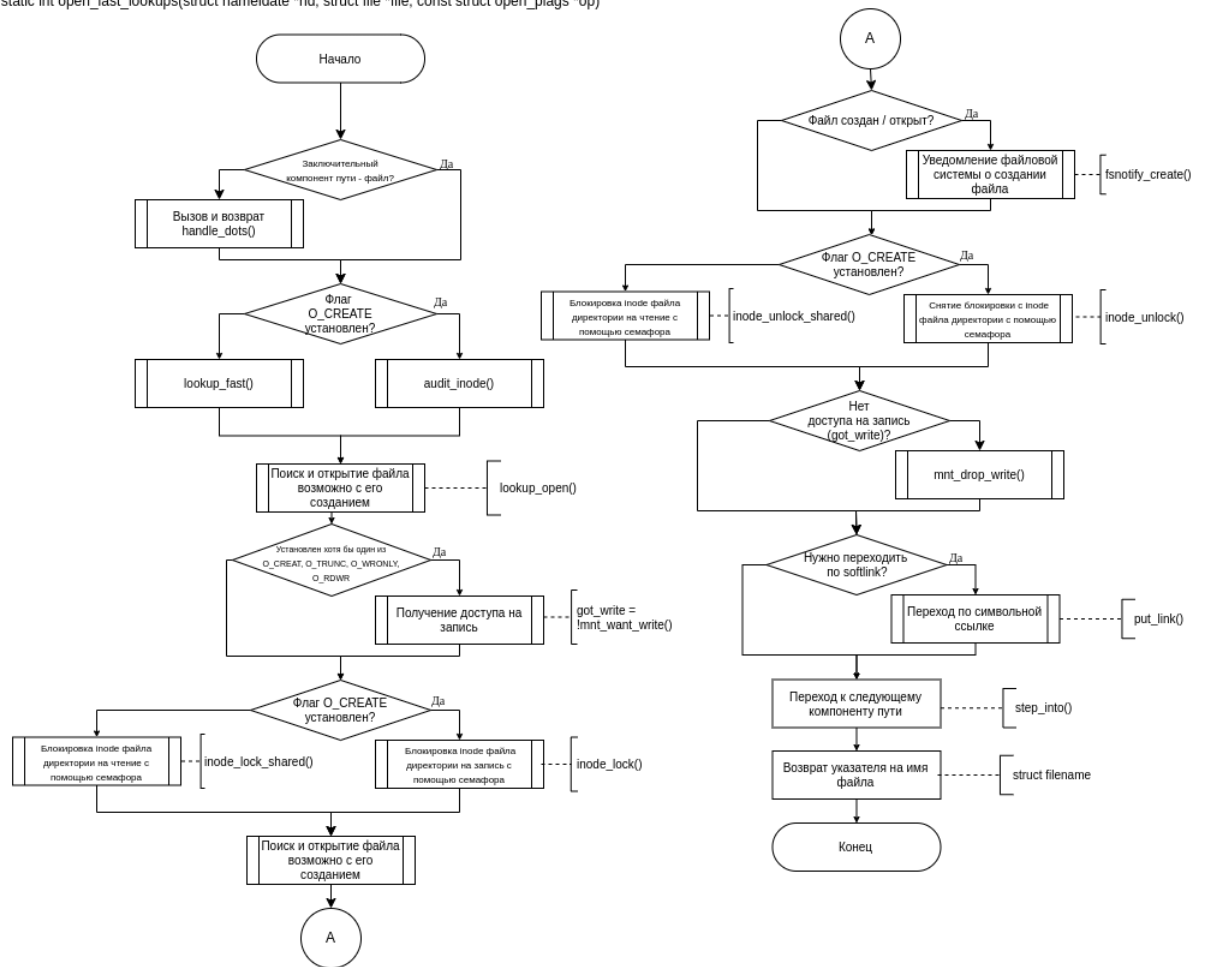 static int open_last_lookups(struct nameidate *nd, struct file *file, const struct open_plags *op)
Начало
Заключительный
компонент пути - файл?
Да
Вызов и возврат
handle_dots()
Флаг
O_CREATE
установлен?
Да
lookup_fast()
audit_inode()
Поиск и открытие файла
возможно с его
созданием
lookup_open()
Установлен хотя бы один из
O_CREAT, O_TRUNC, O_WRONLY,
O_RDWR
Да
Получение доступа на
запись
got_write =
!mnt_want_write()
Флаг O_CREATE
установлен?
Да
Блокировка inode файла
директории на чтение с
помощью семафора
inode_lock_shared()
Блокировка inode файла
директории на запись с
помощью семафора
inode_lock()
Поиск и открытие файла
возможно с его
созданием
A
A
Файл создан / открыт?
Да
Уведомление файловой
системы о создании
файла
fsnotify_create()
Флаг O_CREATE
установлен?
Да
Блокировка inode файла
директории на чтение с
помощью семафора
inode_unlock_shared()
Снятие блокировки с inode
файла директории с помощью
семафора
inode_unlock()
Нет
доступа на запись
(got_write)?
mnt_drop_write()
Нужно переходить
по softlink?
Да
Переход по символьной
ссылке
put_link()
Переход к следующему
компоненту пути
step_into()
Возврат указателя на имя
файла
struct filename
Конец